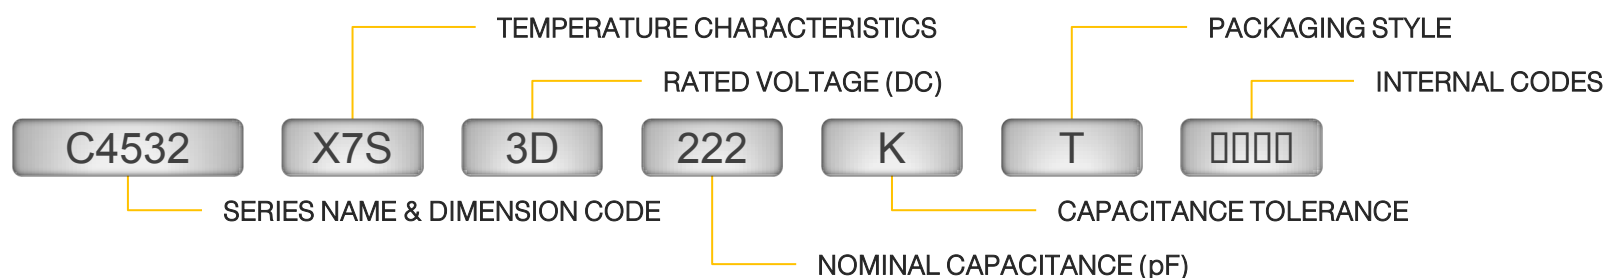 TEMPERATURE CHARACTERISTICS
PACKAGING STYLE
RATED VOLTAGE (DC)
INTERNAL CODES
C4532 X7S 3D 222 K T ▯▯▯▯
SERIES NAME & DIMENSION CODE
CAPACITANCE TOLERANCE
NOMINAL CAPACITANCE (pF)